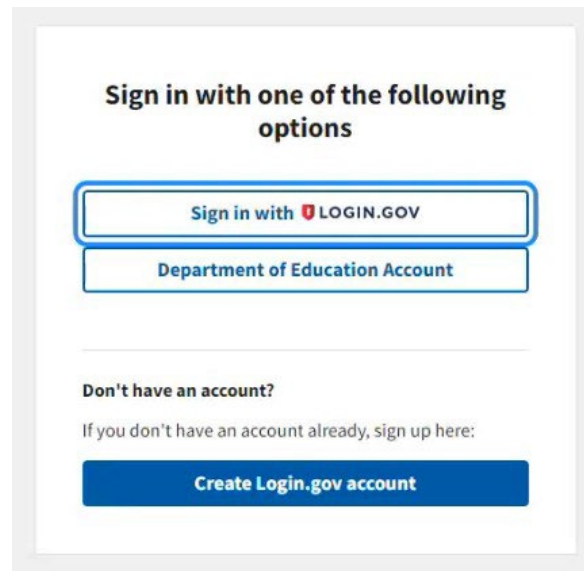 Sign in with one of the following
options
Sign in with LOGIN.GOV
Department of Education Account
Don't have an account?
If you don't have an account already, sign up here:
Create Login.gov account